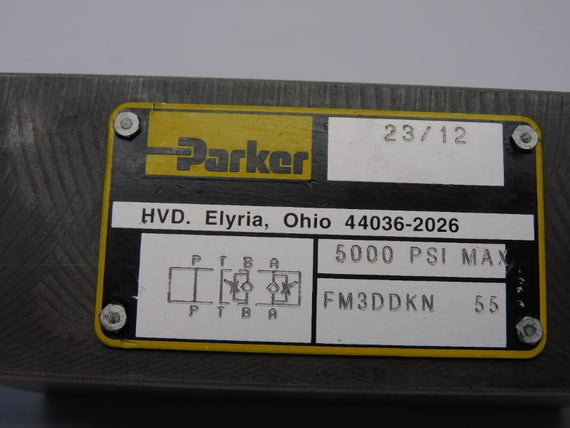 Parker
23/12
HVD. Elyria, Ohio 44036-2026
5000 PSI MAX
P T B A
P T B A
FM3DDKN 55